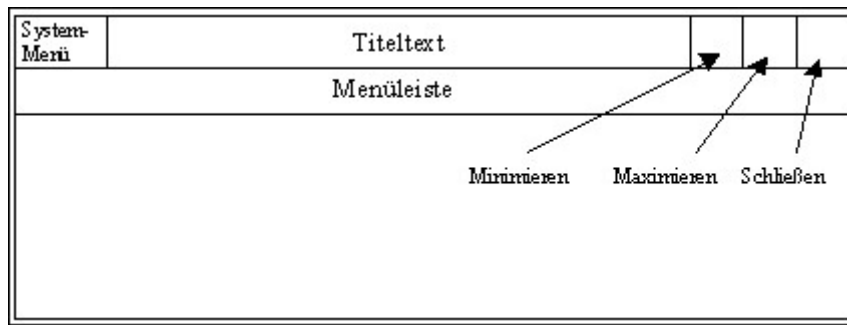 System-
Menü
Titeltext
Menüleiste
Minimieren
Maximieren
Schließen